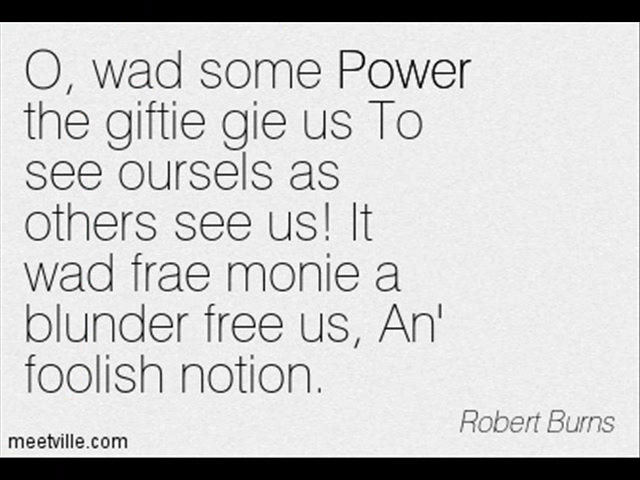 O, wad some Power
the giftie gie us To
see oursels as
others see us! It
wad frae monie a
blunder free us, An'
foolish notion.
Robert Burns
meetville.com